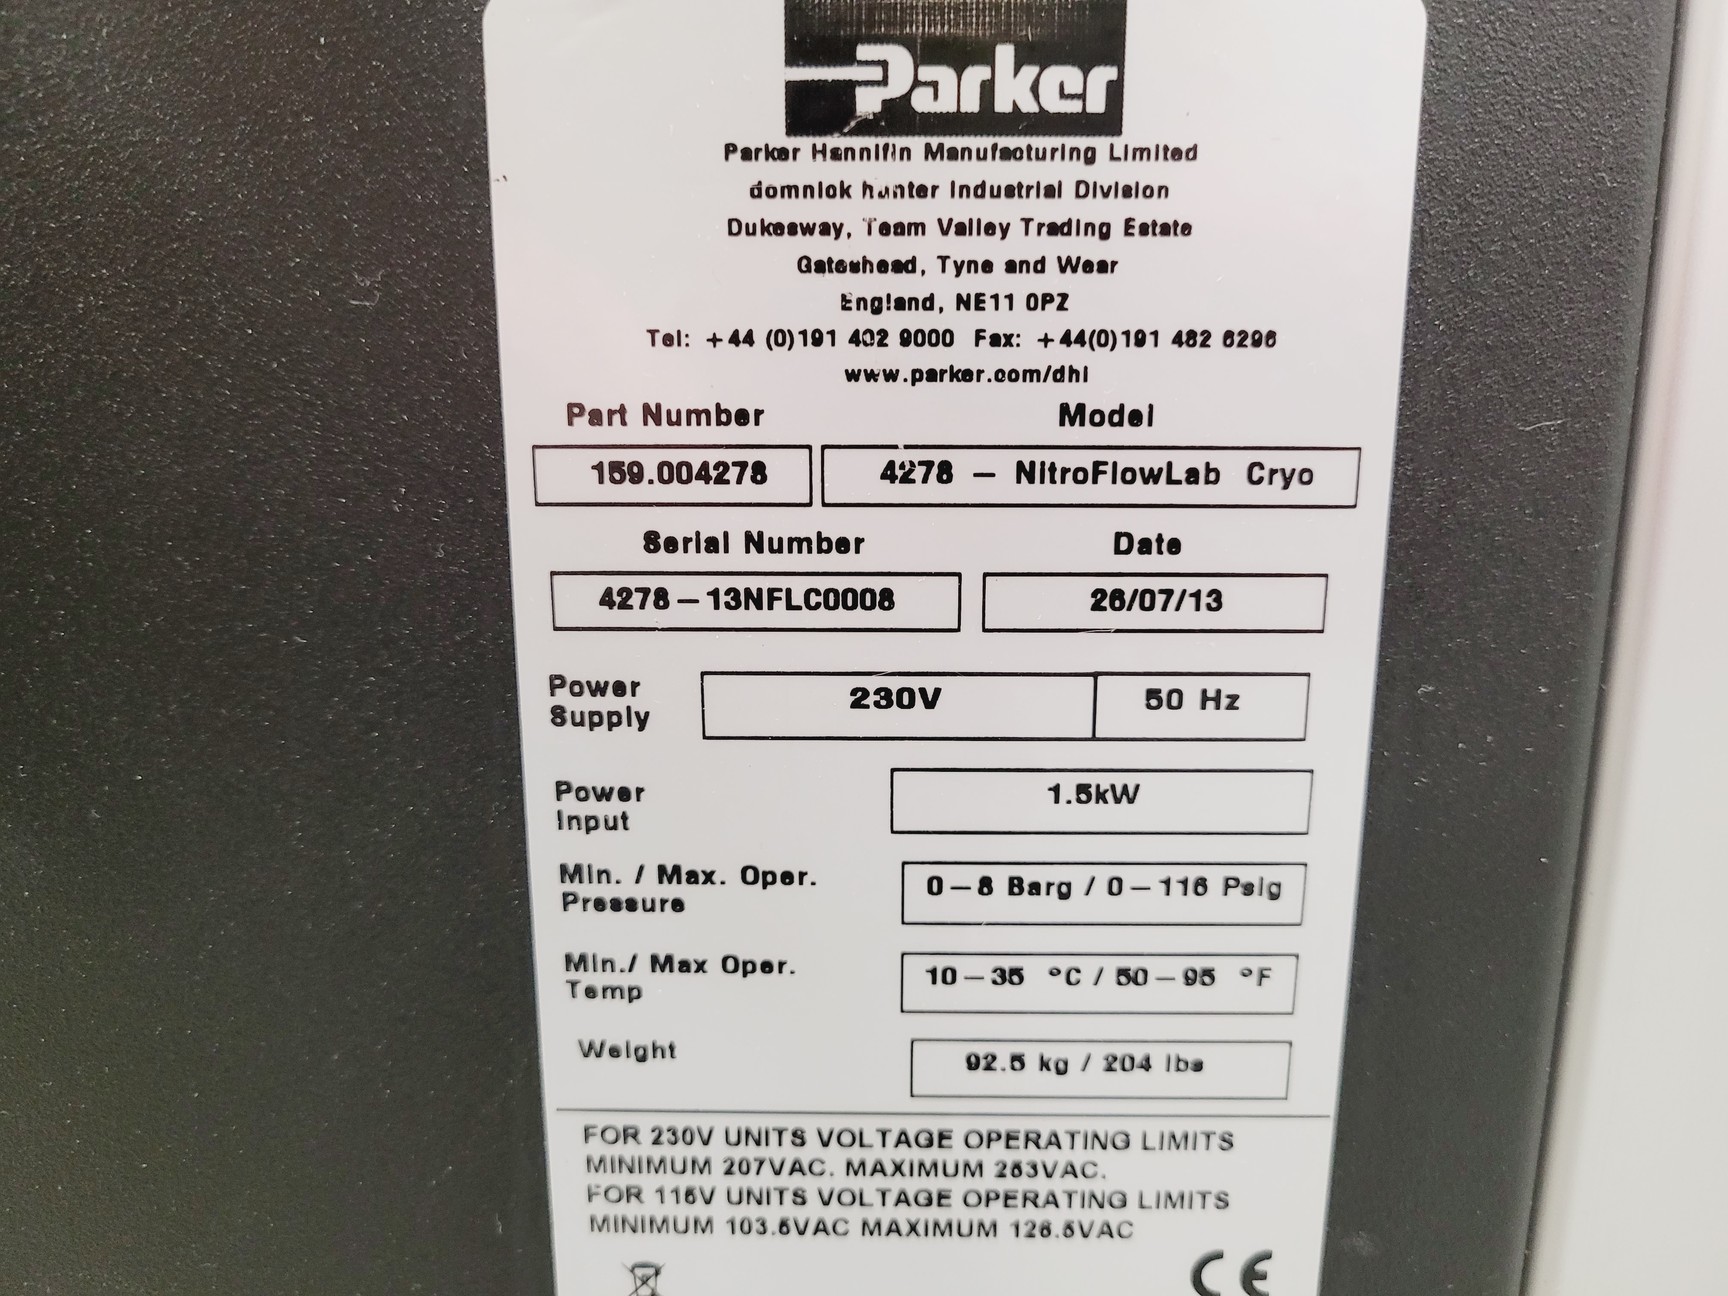 Parker
Parker Hannifin Manufacturing Limited
domnick hunter Industrial Division
Dukesway, Team Valley Trading Estate
Gateshead, Tyne and Wear
England, NE11 0PZ
Tel: +44 (0)191 402 9000 Fax: +44(0)191 482 6296
www.parker.com/dhi
Part Number Model
159.004278 4278 – NitroFlowLab Cryo
Serial Number Date
4278–13NFLC0008 26/07/13
Power Supply 230V 50 Hz
Power Input 1.5kW
Min. / Max. Oper. Pressure 0–8 Barg / 0–116 Psig
Min./ Max Oper. Temp 10–35 °C / 50–95 °F
Weight 92.5 kg / 204 lbs
FOR 230V UNITS VOLTAGE OPERATING LIMITS
MINIMUM 207VAC. MAXIMUM 253VAC.
FOR 115V UNITS VOLTAGE OPERATING LIMITS
MINIMUM 103.5VAC MAXIMUM 126.5VAC
CE